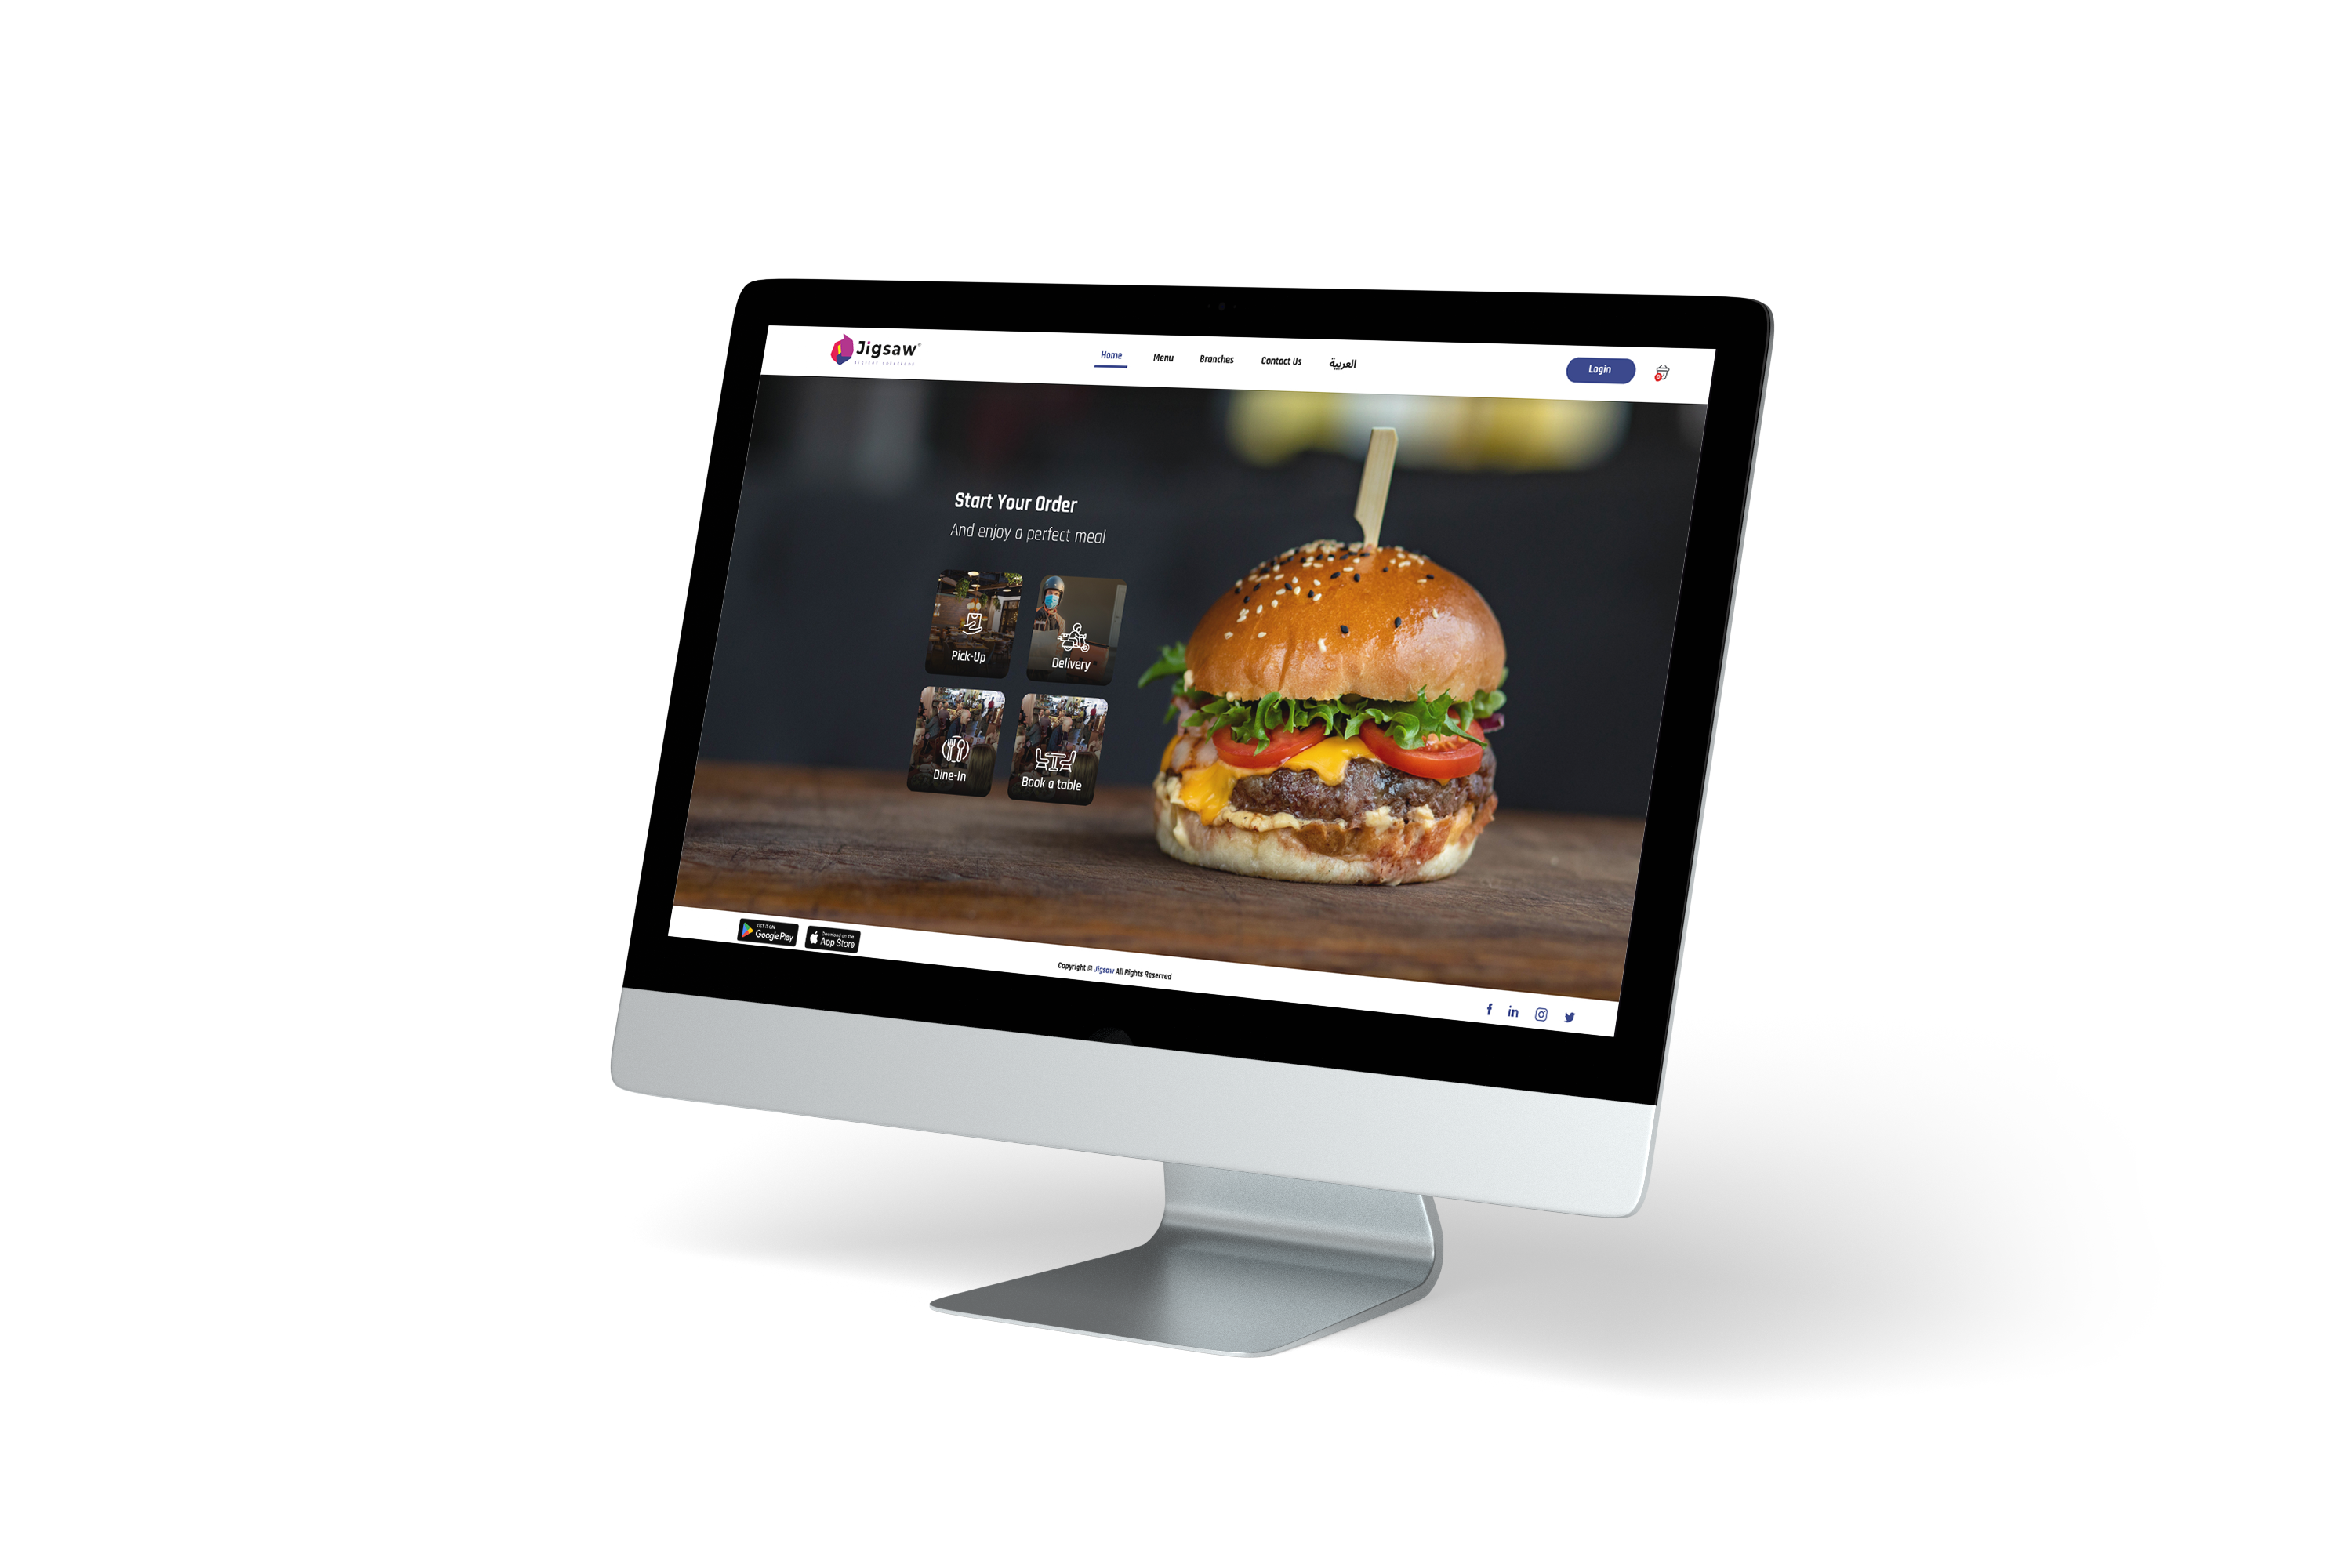 Jigsaw®
digital solutions
Home Menu Branches Contact Us العربية
Login
0
Start Your Order
And enjoy a perfect meal
Pick-Up Delivery
Dine-In Book a table
GET IT ON
Google Play
Download on the
App Store
Copyright © Jigsaw All Rights Reserved
f in